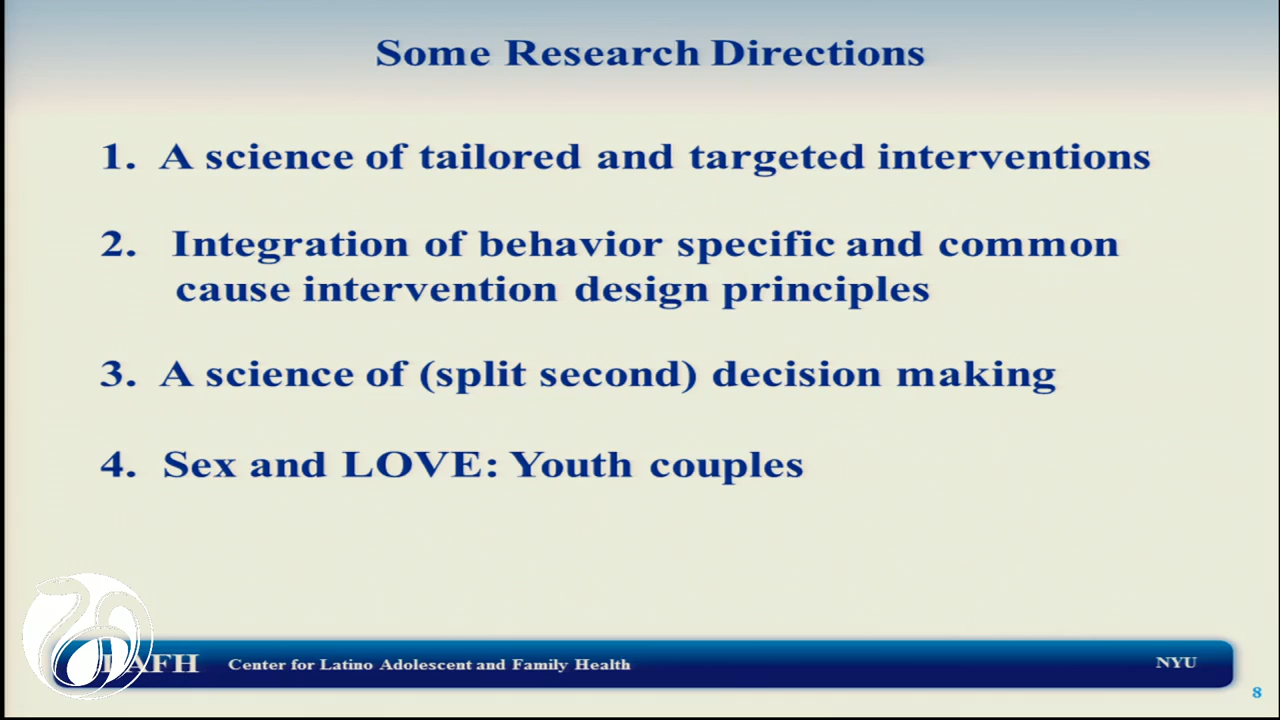 Some Research Directions
1. A science of tailored and targeted interventions
2. Integration of behavior specific and common
cause intervention design principles
3. A science of (split second) decision making
4. Sex and LOVE: Youth couples
Center for Latino Adolescent and Family Health
NYU
8